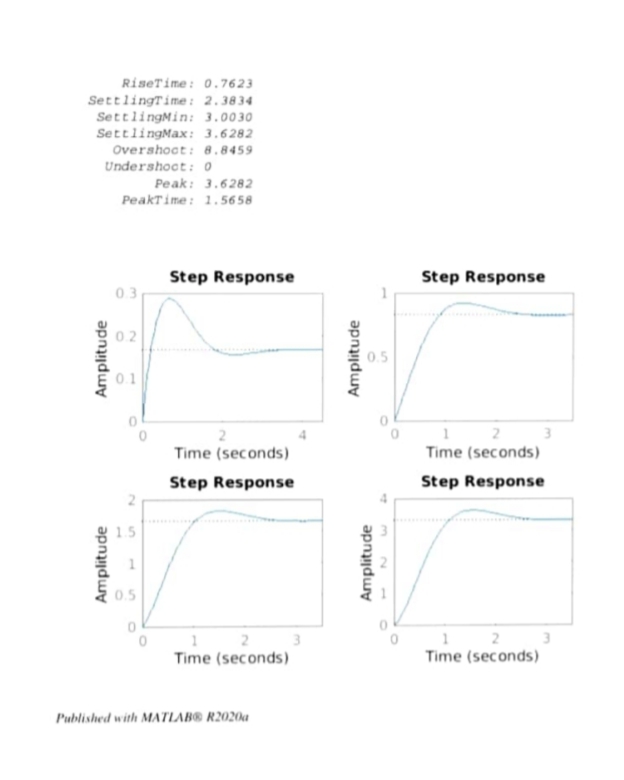 RiseTime: 0.7623
SettlingTime: 2.3834
SettlingMin: 3.0030
SettlingMax: 3.6282
Overshoot: 8.8459
Undershoot: 0
Peak: 3.6282
PeakTime: 1.5658
Step Response
Amplitude
0.3
0.2
0.1
0
0
2
4
Time (seconds)
Step Response
Amplitude
1
0.5
0
0
1
2
3
Time (seconds)
Step Response
Amplitude
2
1.5
1
0.5
0
0
1
2
3
Time (seconds)
Step Response
Amplitude
4
3
2
1
0
0
1
2
3
Time (seconds)
Published with MATLAB® R2020a